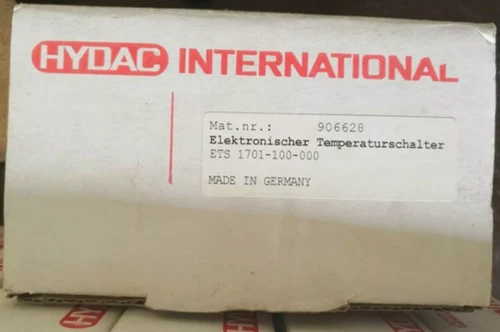 HYDAC INTERNATIONAL
Mat.nr.: 906628
Elektronischer Temperaturschalter
ETS 1701-100-000
MADE IN GERMANY